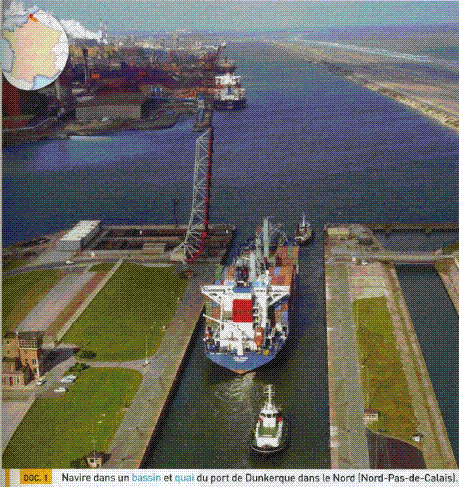 DOC. 1 Navire dans un bassin et quai du port de Dunkerque dans le Nord (Nord-Pas-de-Calais).